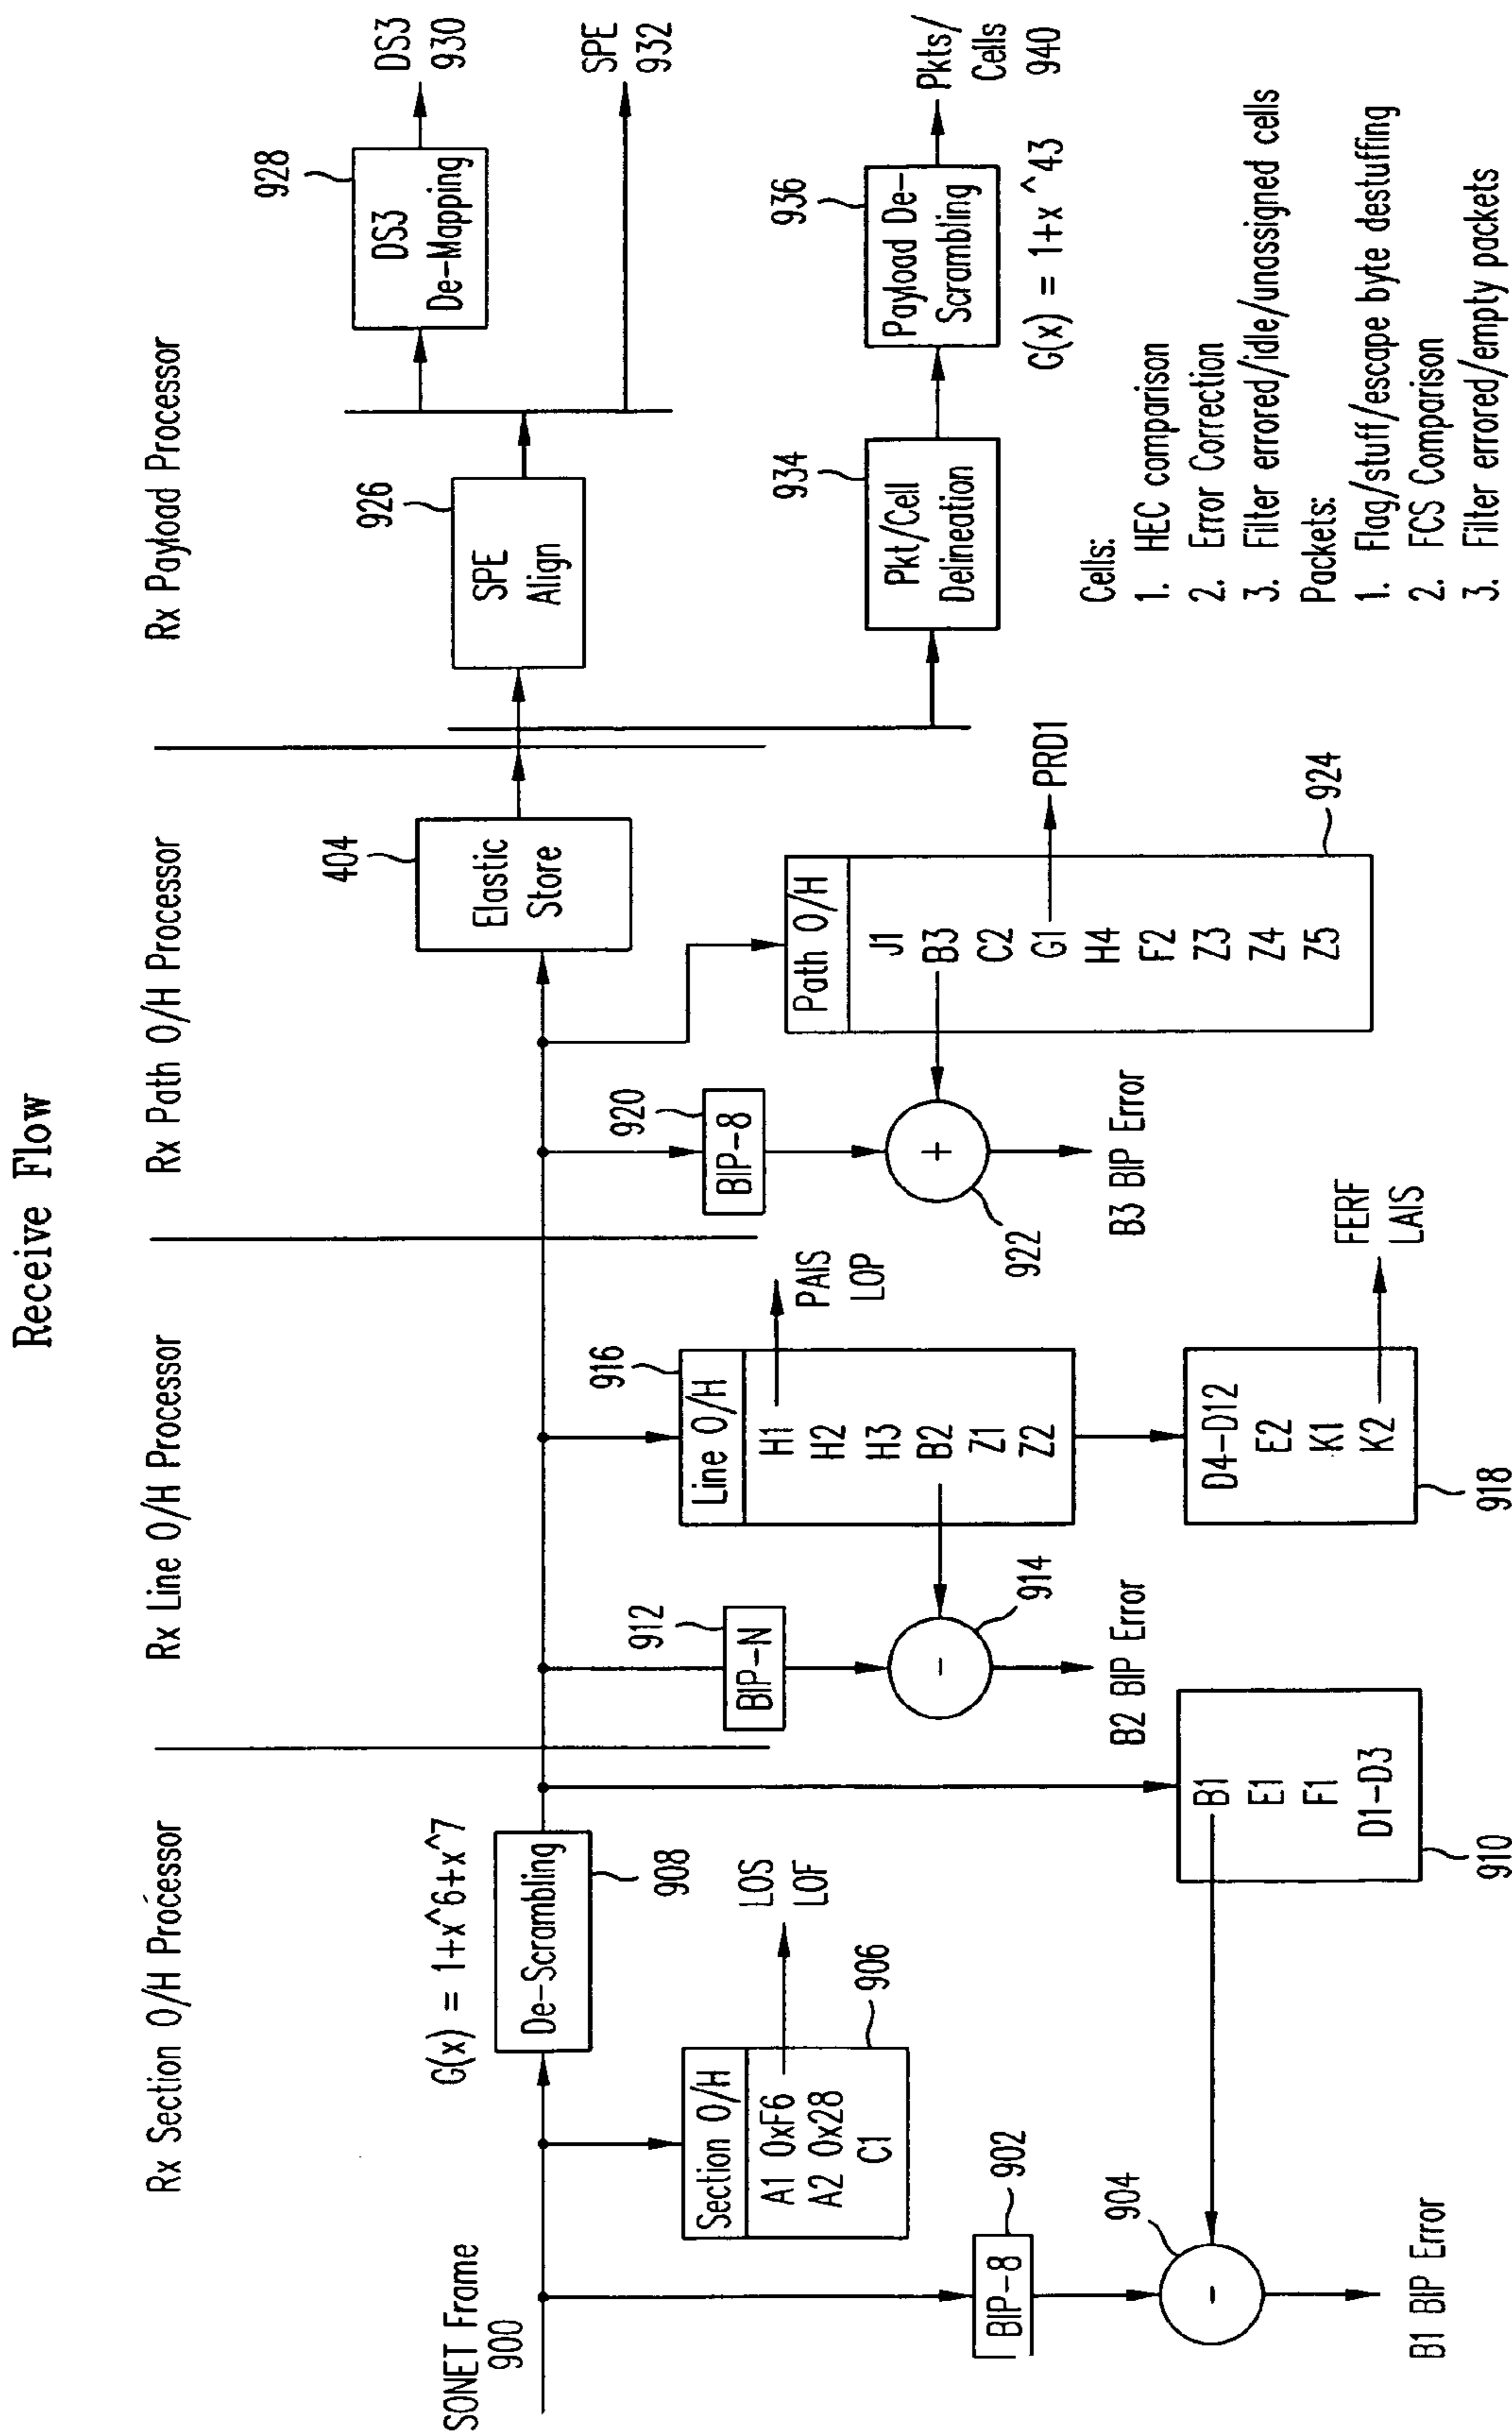 Receive Flow
Rx Section O/H Processor
Rx Line O/H Processor
Rx Path O/H Processor
Rx Payload Processor
SONET Frame
900
G(x) = 1+x^6+x^7
De-Scrambling
908
Section O/H
A1 0xF6
A2 0x28
C1
906
LOS
LOF
BIP-8
902
904
-
B1 BIP Error
B1
E1
F1
D1-D3
910
BIP-N
912
-
914
B2 BIP Error
916
Line O/H
H1
H2
H3
B2
Z1
Z2
PAIS
LOP
D4-D12
E2
K1
K2
918
FERF
LAIS
BIP-8
920
+
922
B3 BIP Error
Path O/H
J1
B3
C2
G1
H4
F2
Z3
Z4
Z5
PRD1
924
404
Elastic
Store
926
SPE
Align
928
DS3
De-Mapping
DS3
930
SPE
932
934
Pkt/Cell
Delineation
936
Payload De-
Scrambling
G(x) = 1+x^43
Pkts/
Cells
940
Cells:
1. HEC comparison
2. Error Correction
3. Filter errored/idle/unassigned cells
Packets:
1. Flag/stuff/escape byte destuffing
2. FCS Comparison
3. Filter errored/empty packets